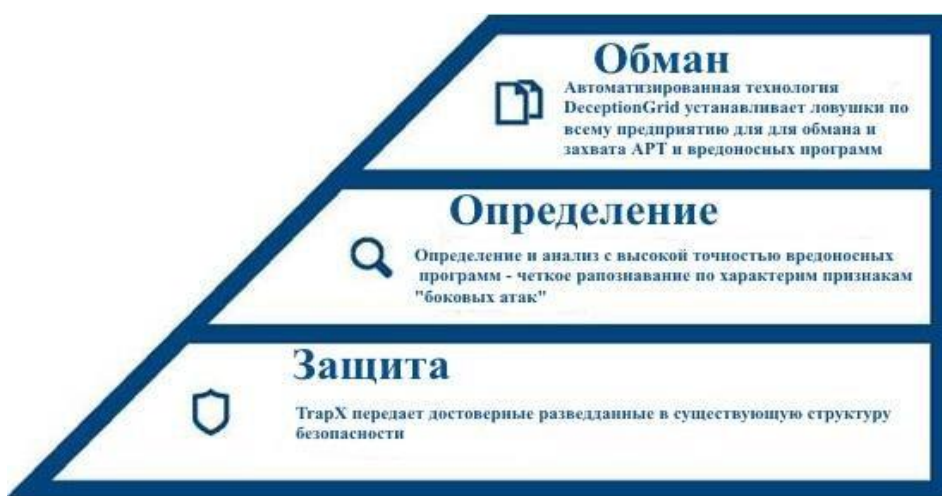 Обман
Автоматизированная технология
DeceptionGrid устанавливает ловушки по
всему предприятию для для обмана и
захвата APT и вредоносных программ
Определение
Определение и анализ с высокой точностью вредоносных
программ - четкое рапознавание по характерим признакам
"боковых атак"
Защита
TrapX передает достоверные разведданные в существующую структуру
безопасности